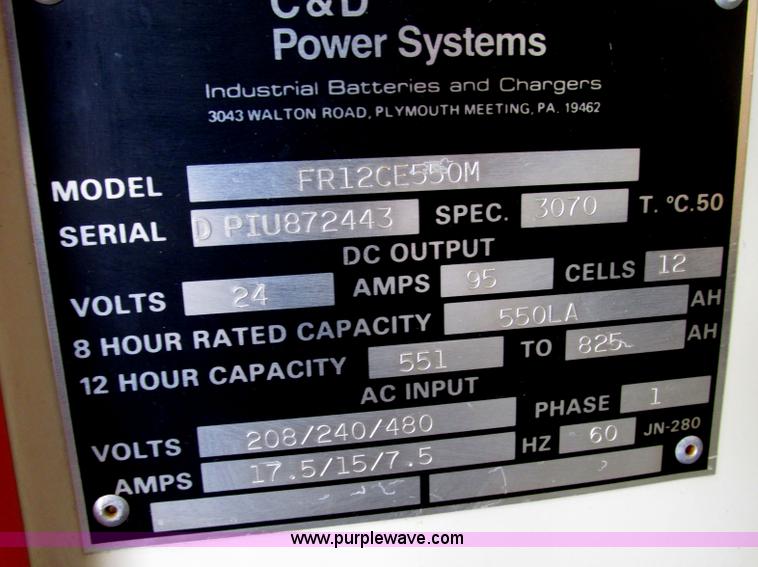 C&D
Power Systems
Industrial Batteries and Chargers
3043 WALTON ROAD, PLYMOUTH MEETING, PA. 19462
MODEL FR12CE550M
SERIAL D PIU872443 SPEC. 3070 T. °C.50
DC OUTPUT
VOLTS 24 AMPS 95 CELLS 12
8 HOUR RATED CAPACITY 550LA AH
12 HOUR CAPACITY 551 TO 825 AH
AC INPUT
VOLTS 208/240/480 PHASE 1
AMPS 17.5/15/7.5 HZ 60 JN-280
www.purplewave.com